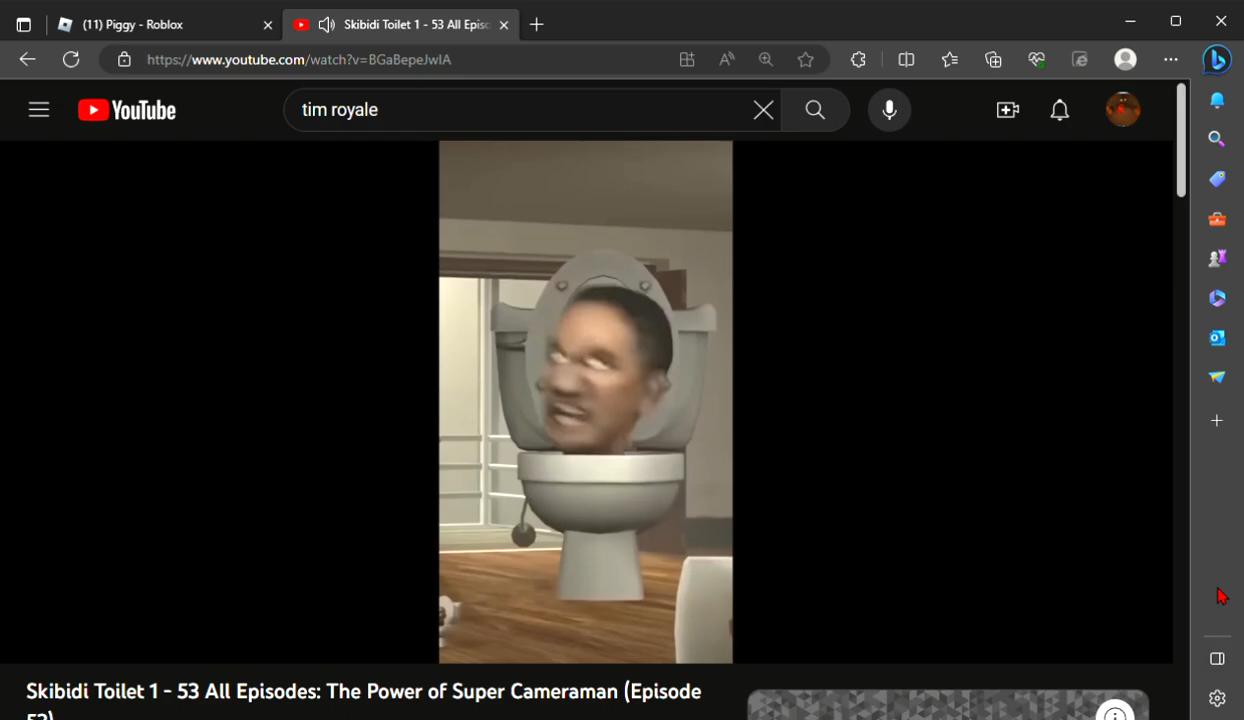 (11) Piggy - Roblox
Skibidi Toilet 1 - 53 All Episo
https://www.youtube.com/watch?v=BGaBepeJwIA
YouTube
tim royale
Skibidi Toilet 1 - 53 All Episodes: The Power of Super Cameraman (Episode
53)